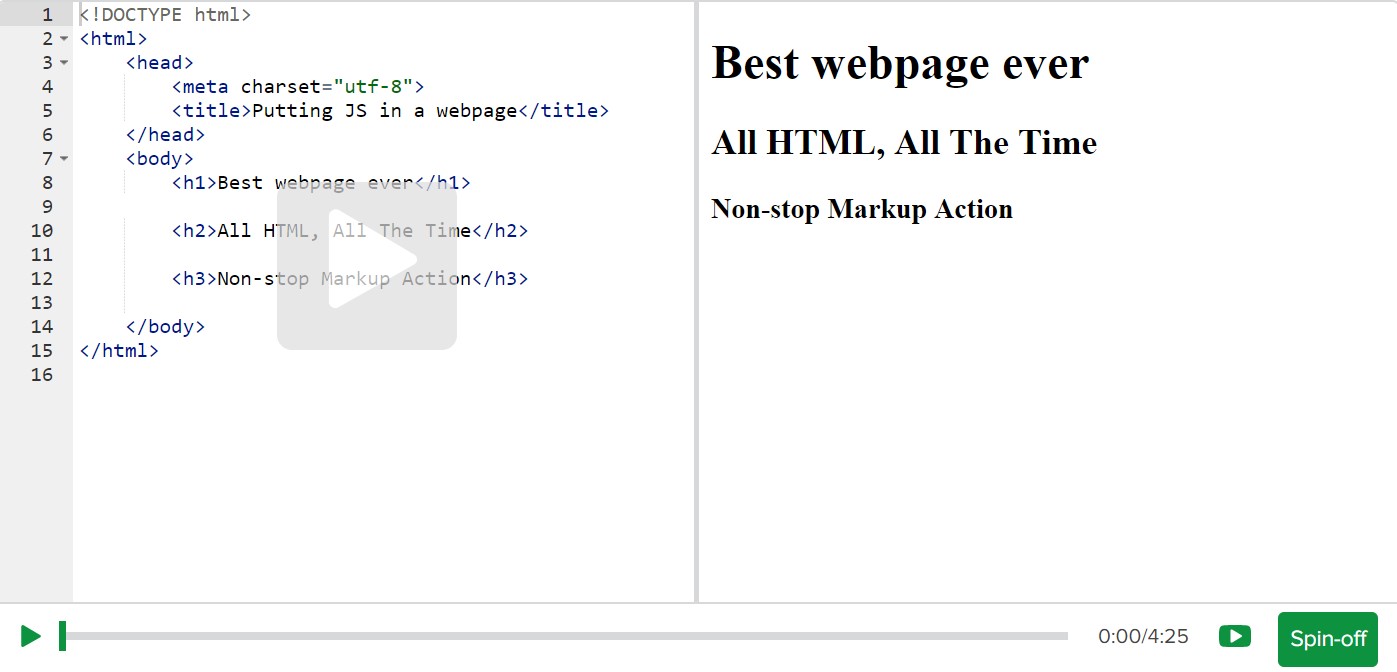 1 <!DOCTYPE html>
2 <html>
3     <head>
4         <meta charset="utf-8">
5         <title>Putting JS in a webpage</title>
6     </head>
7     <body>
8         <h1>Best webpage ever</h1>
9
10         <h2>All HTML, All The Time</h2>
11
12         <h3>Non-stop Markup Action</h3>
13
14     </body>
15 </html>
16
Best webpage ever
All HTML, All The Time
Non-stop Markup Action
0:00/4:25
Spin-off